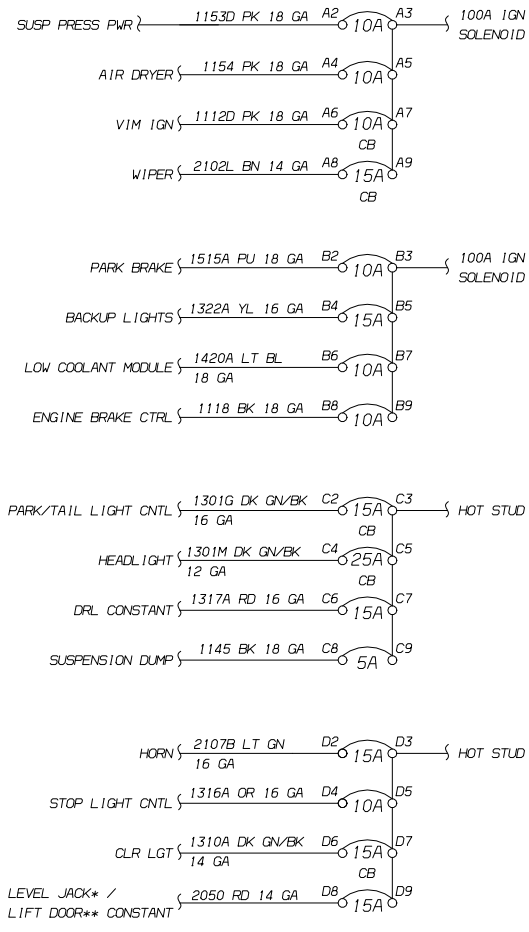 SUSP PRESS PWR 1153D PK 18 GA A2 10A A3 100A IGN
SOLENOID
AIR DRYER 1154 PK 18 GA A4 10A A5
VIM IGN 1112D PK 18 GA A6 10A A7
CB
WIPER 2102L BN 14 GA A8 15A A9
CB
PARK BRAKE 1515A PU 18 GA B2 10A B3 100A IGN
SOLENOID
BACKUP LIGHTS 1322A YL 16 GA B4 15A B5
LOW COOLANT MODULE 1420A LT BL B6 10A B7
18 GA
ENGINE BRAKE CTRL 1118 BK 18 GA B8 10A B9
PARK/TAIL LIGHT CNTL 1301G DK GN/BK C2 15A C3 HOT STUD
16 GA
CB
HEADLIGHT 1301M DK GN/BK C4 25A C5
12 GA
CB
DRL CONSTANT 1317A RD 16 GA C6 15A C7
SUSPENSION DUMP 1145 BK 18 GA C8 5A C9
HORN 2107B LT GN D2 15A D3 HOT STUD
16 GA
STOP LIGHT CNTL 1316A OR 16 GA D4 10A D5
CLR LGT 1310A DK GN/BK D6 15A D7
14 GA
CB
LEVEL JACK* /
LIFT DOOR** CONSTANT 2050 RD 14 GA D8 15A D9